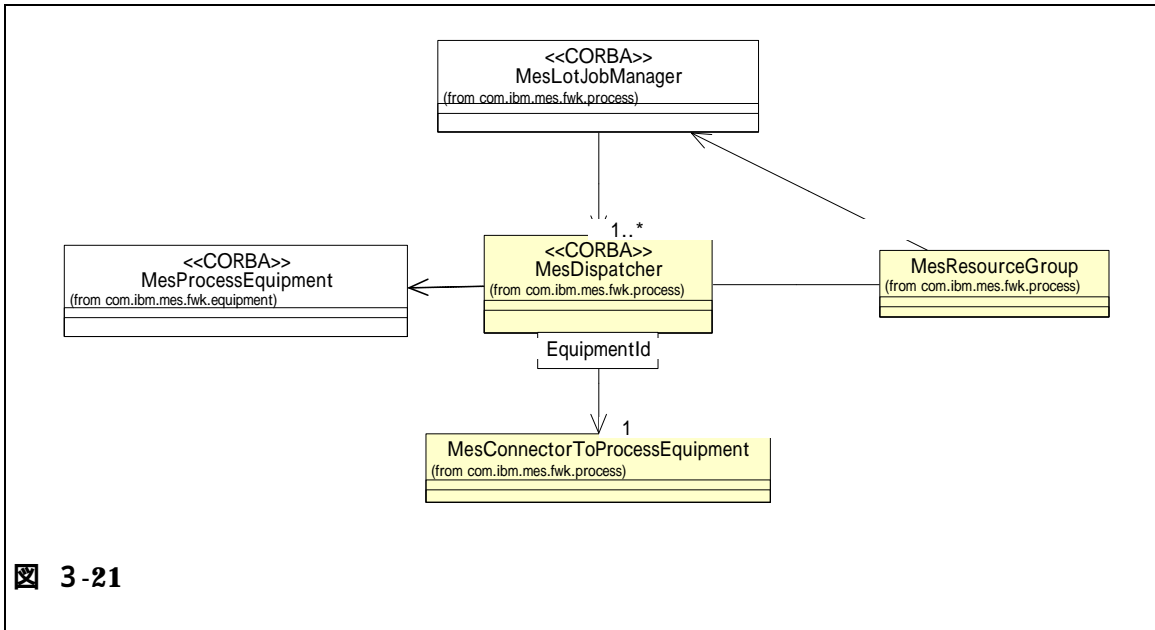 <<CORBA>>
MesLotJobManager
(from com.ibm.mes.fwk.process)
1..*
<<CORBA>>
MesProcessEquipment
(from com.ibm.mes.fwk.equipment)
<<CORBA>>
MesDispatcher
(from com.ibm.mes.fwk.process)
MesResourceGroup
(from com.ibm.mes.fwk.process)
EquipmentId
1
MesConnectorToProcessEquipment
(from com.ibm.mes.fwk.process)
図 3-21